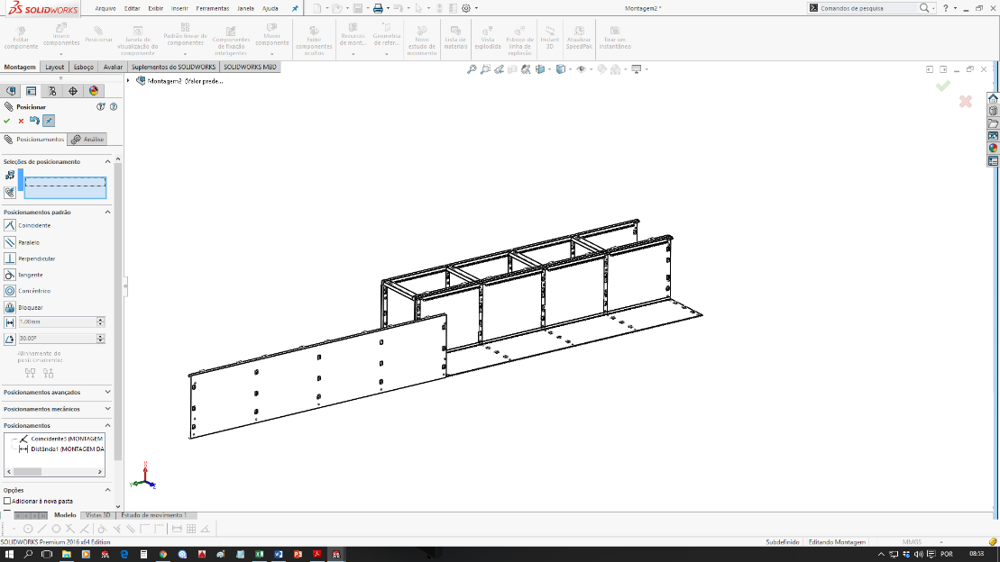 SOLIDWORKS
Arquivo Editar Exibir Inserir Ferramentas Janela Ajuda
Montagem2 *
Comandos de pesquisa
Editar componente
Inserir componentes
Posicionar
Janela de visualização do componente
Padrão linear de componentes
Componentes de fixação inteligentes
Mover componente
Exibir componentes ocultos
Recursos de mont...
Geometria de refer...
Novo estudo de movimento
Lista de materiais
Vista explodida
Esboço de linha de explosão
Instant 3D
Atualizar SpeedPak
Tirar um instantâneo
Montagem Layout Esboço Avaliar Suplementos do SOLIDWORKS SOLIDWORKS MBD
Montagem2 (Valor prede...
Posicionar
Posicionamentos Análise
Seleções de posicionamento
Posicionamentos padrão
Coincidente
Paralelo
Perpendicular
Tangente
Concêntrico
Bloquear
1.00mm
30.00°
Alinhamento do posicionamento:
Posicionamentos avançados
Posicionamentos mecânicos
Posicionamentos
Coincidente3 (MONTAGEM
Distância1 (MONTAGEM DA
Opções
Adicionar à nova pasta
Modelo Vistas 3D Estudo de movimento 1
SOLIDWORKS Premium 2016 x64 Edition
Subdefinido Editando Montagem MMGS
POR 08:53